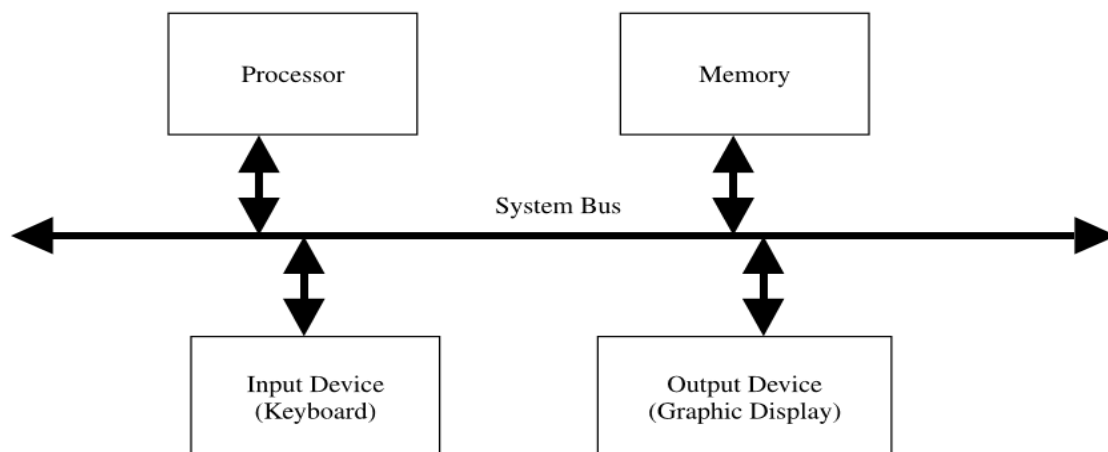 Processor
Memory
System Bus
Input Device
(Keyboard)
Output Device
(Graphic Display)